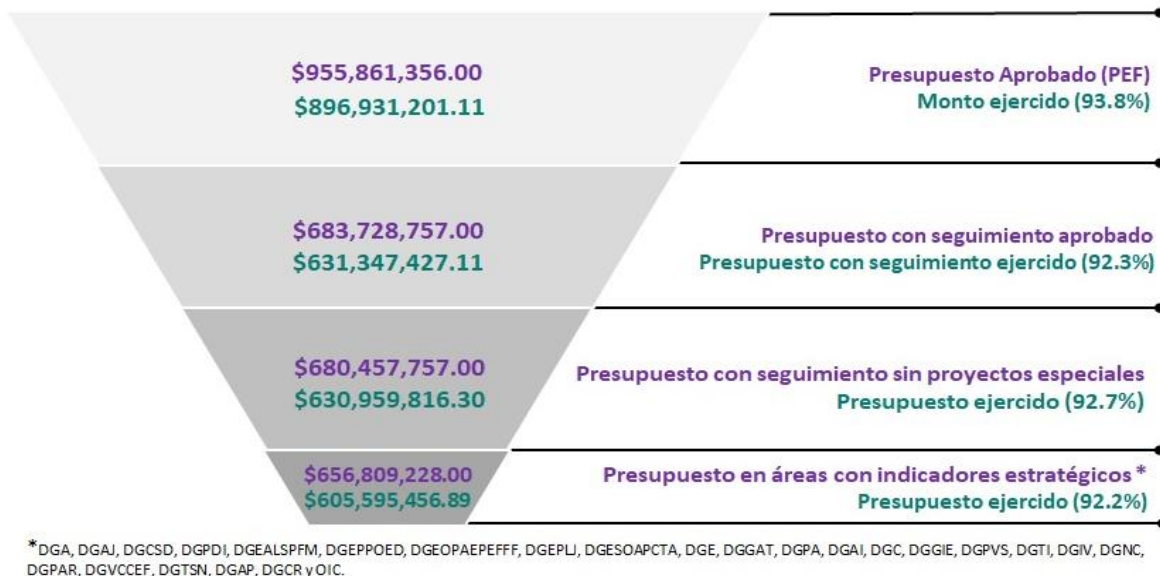 $955,861,356.00
$896,931,201.11
Presupuesto Aprobado (PEF)
Monto ejercido (93.8%)
$683,728,757.00
$631,347,427.11
Presupuesto con seguimiento aprobado
Presupuesto con seguimiento ejercido (92.3%)
$680,457,757.00
$630,959,816.30
Presupuesto con seguimiento sin proyectos especiales
Presupuesto ejercido (92.7%)
$656,809,228.00
$605,595,456.89
Presupuesto en áreas con indicadores estratégicos *
Presupuesto ejercido (92.2%)
*DGA, DGAJ, DGCSD, DGPDI, DGEALSPFM, DGEPPOED, DGEOPAEPEFFF, DGEPLJ, DGESOAPCTA, DGE, DGGAT, DGPA, DGAI, DGC, DGGIE, DGPVS, DGTI, DGIV, DGNC,
DGPAR, DGVCCEF, DGTSN, DGAP, DGCR y OIC.